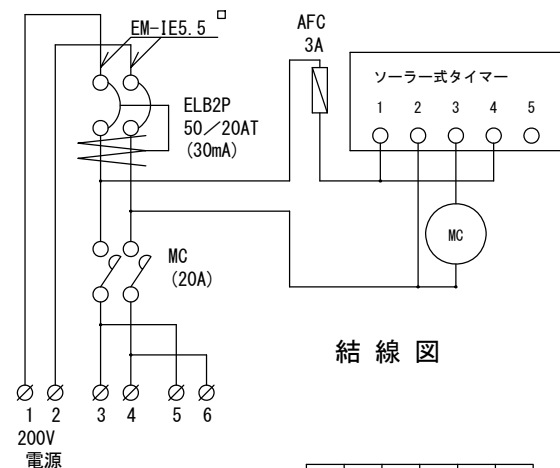 EM-IE5.5□
AFC
3A
ソーラー式タイマー
1 2 3 4 5
ELB2P
50/20AT
(30mA)
MC
MC
(20A)
結線図
1 2 3 4 5 6
200V
電源